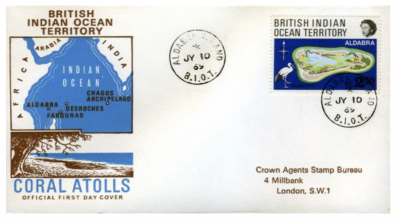 BRITISH
INDIAN OCEAN
TERRITORY
AFRICA
ARABIA
INDIA
INDIAN
OCEAN
CHAGOS
ARCHIPELAGO
ALDABRA
DESROCHES
FARQUHAR
CORAL ATOLLS
OFFICIAL FIRST DAY COVER
ALDABRA ISLAND
JY 10
69
B.I.O.T.
BRITISH INDIAN
OCEAN TERRITORY
ALDABRA
JY 10
69
B.I.O.T.
Crown Agents Stamp Bureau
4 Millbank
London, S.W.1